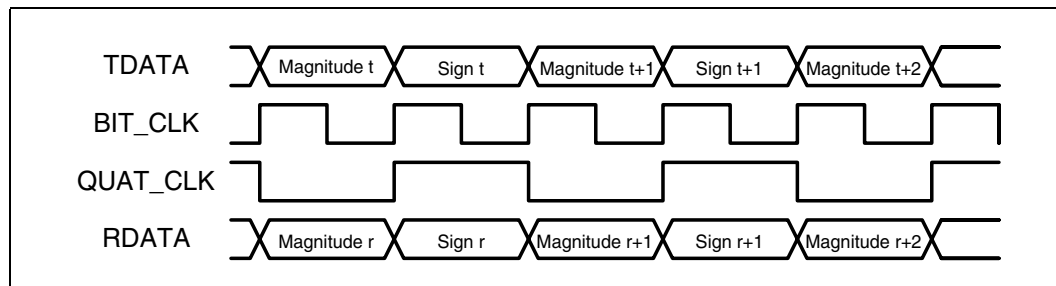 TDATA Magnitude t Sign t Magnitude t+1 Sign t+1 Magnitude t+2
BIT_CLK
QUAT_CLK
RDATA Magnitude r Sign r Magnitude r+1 Sign r+1 Magnitude r+2